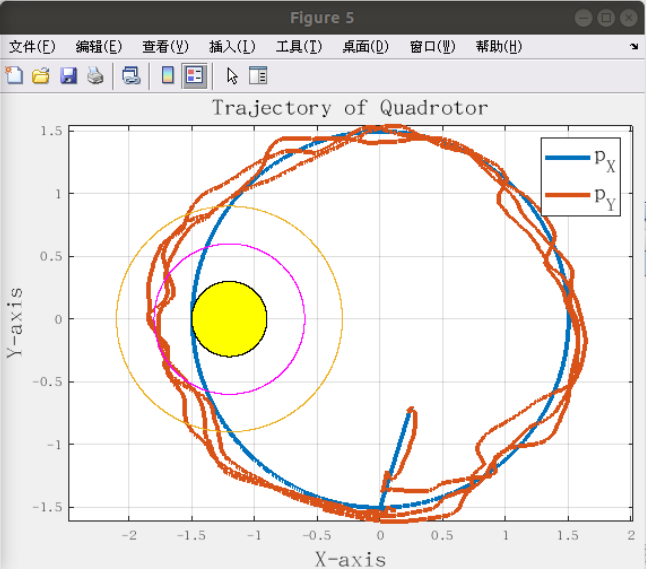 Figure 5
文件(F) 编辑(E) 查看(V) 插入(I) 工具(T) 桌面(D) 窗口(W) 帮助(H)
Trajectory of Quadrotor
p_X
p_Y
1.5
1
0.5
0
-0.5
-1
-1.5
Y-axis
-2 -1.5 -1 -0.5 0 0.5 1 1.5 2
X-axis